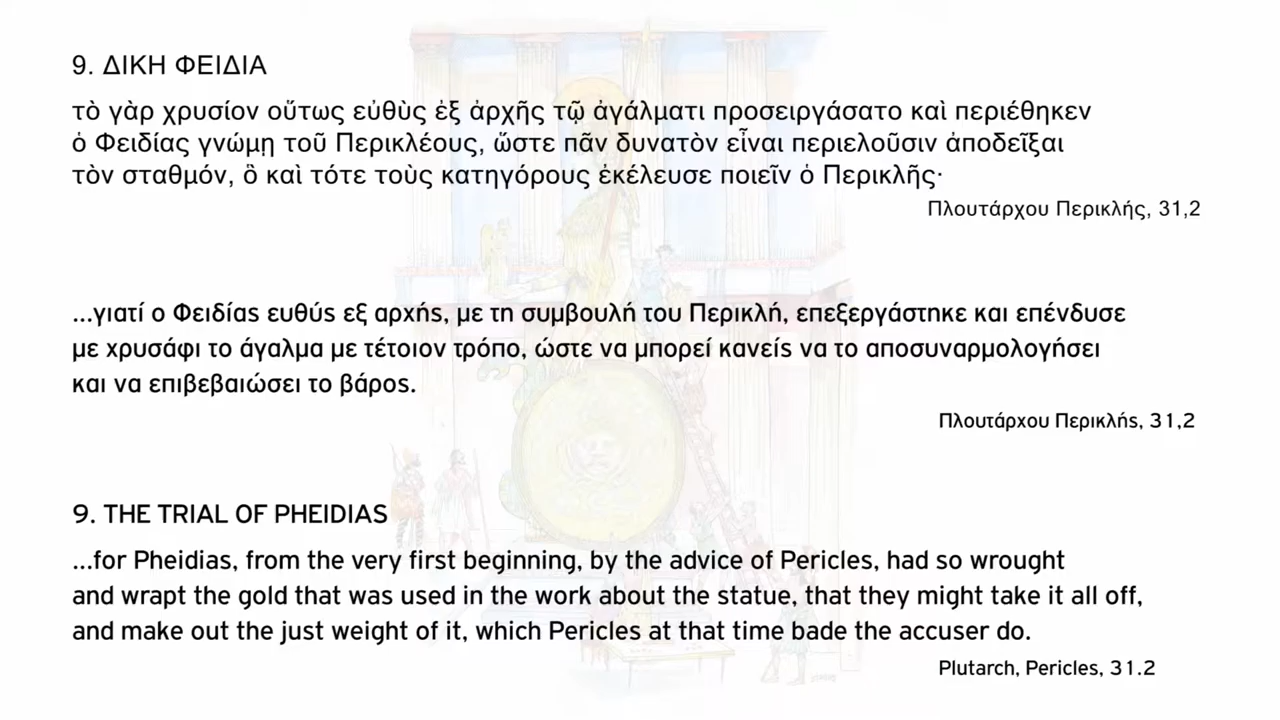 9. ΔΙΚΗ ΦΕΙΔΙΑ
τὸ γὰρ χρυσίον οὕτως εὐθὺς ἐξ ἀρχῆς τῷ ἀγάλματι προσειργάσατο καὶ περιέθηκεν
ὁ Φειδίας γνώμῃ τοῦ Περικλέους, ὥστε πᾶν δυνατὸν εἶναι περιελοῦσιν ἀποδεῖξαι
τὸν σταθμόν, ὃ καὶ τότε τοὺς κατηγόρους ἐκέλευσε ποιεῖν ὁ Περικλῆς·
Πλουτάρχου Περικλής, 31,2
...γιατί ο Φειδίας ευθύς εξ αρχής, με τη συμβουλή του Περικλή, επεξεργάστηκε και επένδυσε
με χρυσάφι το άγαλμα με τέτοιον τρόπο, ώστε να μπορεί κανείς να το αποσυναρμολογήσει
και να επιβεβαιώσει το βάρος.
Πλουτάρχου Περικλής, 31,2
9. THE TRIAL OF PHEIDIAS
...for Pheidias, from the very first beginning, by the advice of Pericles, had so wrought
and wrapt the gold that was used in the work about the statue, that they might take it all off,
and make out the just weight of it, which Pericles at that time bade the accuser do.
Plutarch, Pericles, 31.2